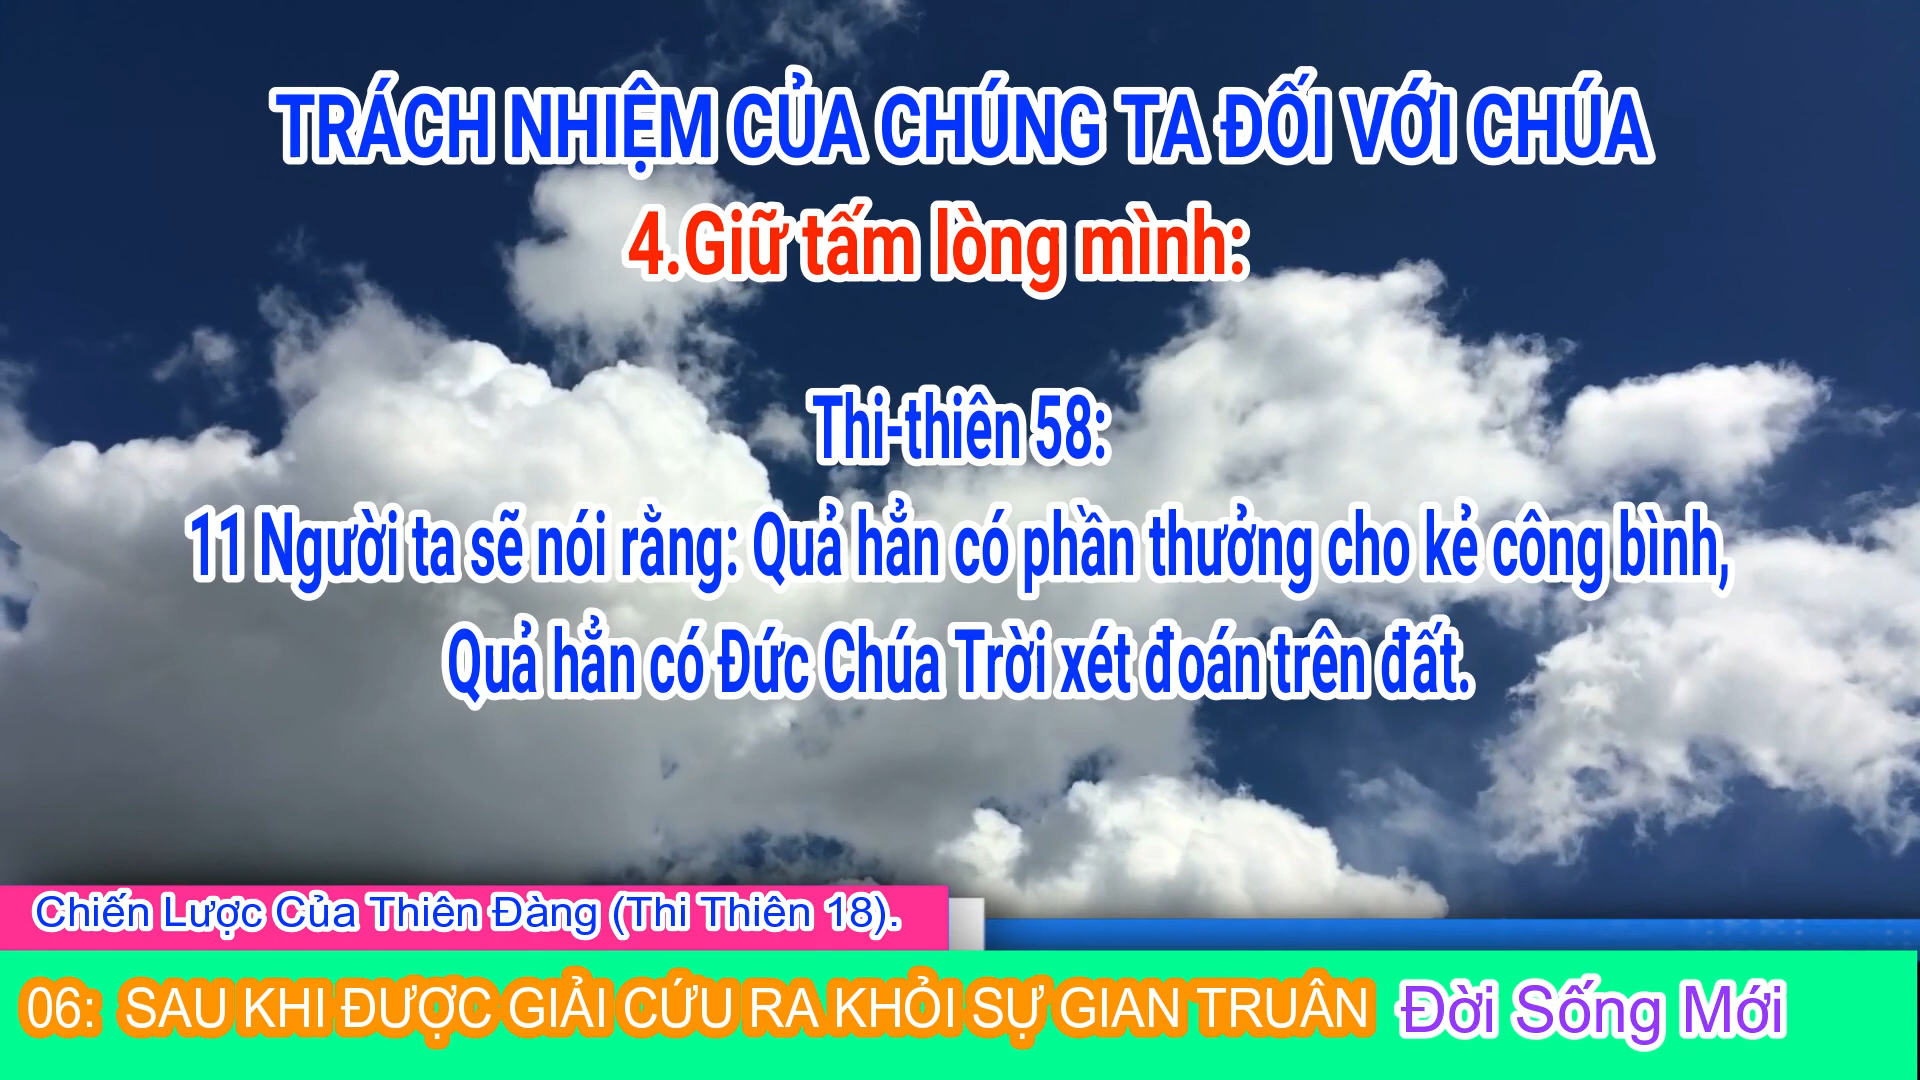 TRÁCH NHIỆM CỦA CHÚNG TA ĐỐI VỚI CHÚA
4.Giữ tấm lòng mình:
Thi-thiên 58:
11 Người ta sẽ nói rằng: Quả hẳn có phần thưởng cho kẻ công bình,
Quả hẳn có Đức Chúa Trời xét đoán trên đất.
Chiến Lược Của Thiên Đàng (Thi Thiên 18).
06: SAU KHI ĐƯỢC GIẢI CỨU RA KHỎI SỰ GIAN TRUÂN Đời Sống Mới